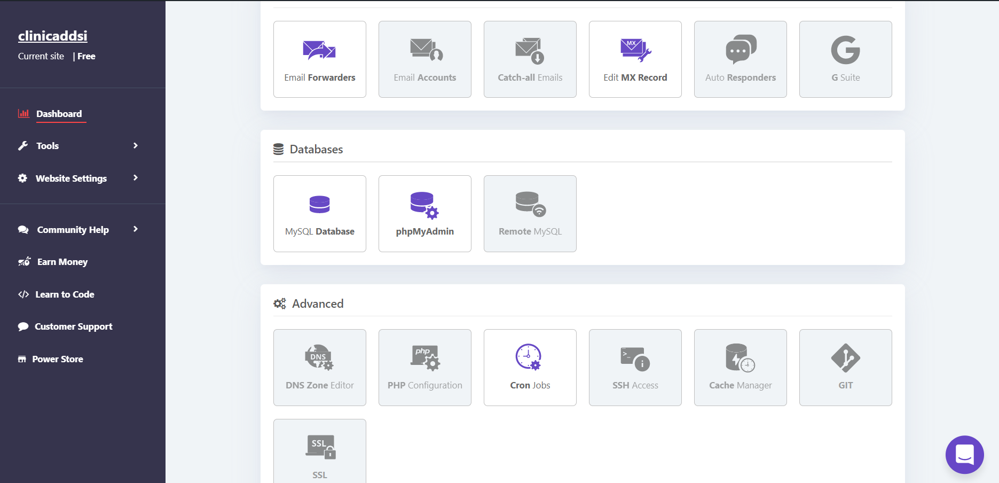 clinicaddsi
Current site | Free
Dashboard
Tools
Website Settings
Community Help
Earn Money
Learn to Code
Customer Support
Power Store
Email Forwarders
Email Accounts
Catch-all Emails
MX
Edit MX Record
Auto Responders
G
G Suite
Databases
MySQL Database
phpMyAdmin
Remote MySQL
Advanced
DNS
DNS Zone Editor
php
PHP Configuration
Cron Jobs
SSH Access
Cache Manager
GIT
SSL
SSL